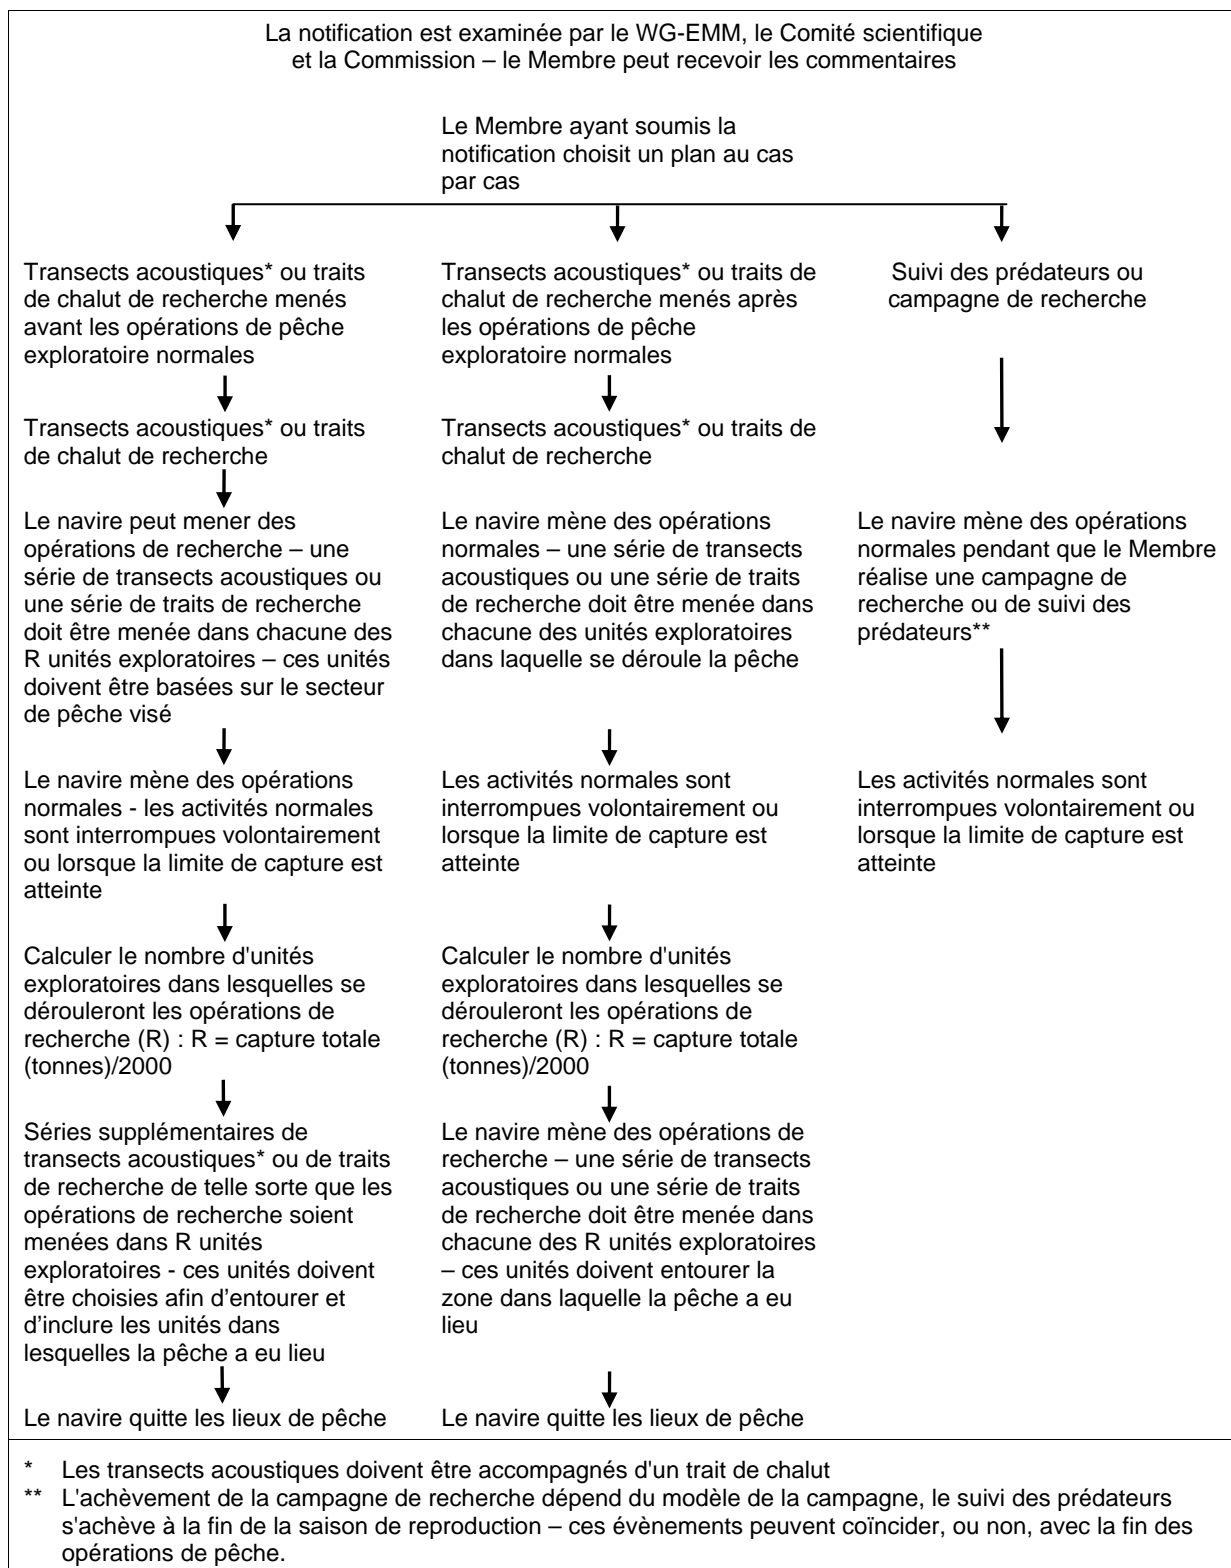 La notification est examinée par le WG-EMM, le Comité scientifique
et la Commission – le Membre peut recevoir les commentaires
Le Membre ayant soumis la
notification choisit un plan au cas
par cas
Transects acoustiques* ou traits
de chalut de recherche menés
avant les opérations de pêche
exploratoire normales
Transects acoustiques* ou traits de
chalut de recherche menés après
les opérations de pêche
exploratoire normales
Suivi des prédateurs ou
campagne de recherche
Transects acoustiques* ou traits
de chalut de recherche
Transects acoustiques* ou traits de
chalut de recherche
Le navire peut mener des
opérations de recherche – une
série de transects acoustiques ou
une série de traits de recherche
doit être menée dans chacune des
R unités exploratoires – ces unités
doivent être basées sur le secteur
de pêche visé
Le navire mène des opérations
normales – une série de transects
acoustiques ou une série de traits
de recherche doit être menée dans
chacune des unités exploratoires
dans laquelle se déroule la pêche
Le navire mène des opérations
normales pendant que le Membre
réalise une campagne de
recherche ou de suivi des
prédateurs**
Le navire mène des opérations
normales - les activités normales
sont interrompues volontairement
ou lorsque la limite de capture est
atteinte
Les activités normales sont
interrompues volontairement ou
lorsque la limite de capture est
atteinte
Les activités normales sont
interrompues volontairement ou
lorsque la limite de capture est
atteinte
Calculer le nombre d'unités
exploratoires dans lesquelles se
dérouleront les opérations de
recherche (R) : R = capture totale
(tonnes)/2000
Calculer le nombre d'unités
exploratoires dans lesquelles se
dérouleront les opérations de
recherche (R) : R = capture totale
(tonnes)/2000
Séries supplémentaires de
transects acoustiques* ou de traits
de recherche de telle sorte que les
opérations de recherche soient
menées dans R unités
exploratoires - ces unités doivent
être choisies afin d’entourer et
d’inclure les unités dans
lesquelles la pêche a eu lieu
Le navire mène des opérations de
recherche – une série de transects
acoustiques ou une série de traits
de recherche doit être menée dans
chacune des R unités exploratoires
– ces unités doivent entourer la
zone dans laquelle la pêche a eu
lieu
Le navire quitte les lieux de pêche
Le navire quitte les lieux de pêche
* Les transects acoustiques doivent être accompagnés d'un trait de chalut
** L'achèvement de la campagne de recherche dépend du modèle de la campagne, le suivi des prédateurs
s'achève à la fin de la saison de reproduction – ces évènements peuvent coïncider, ou non, avec la fin des
opérations de pêche.